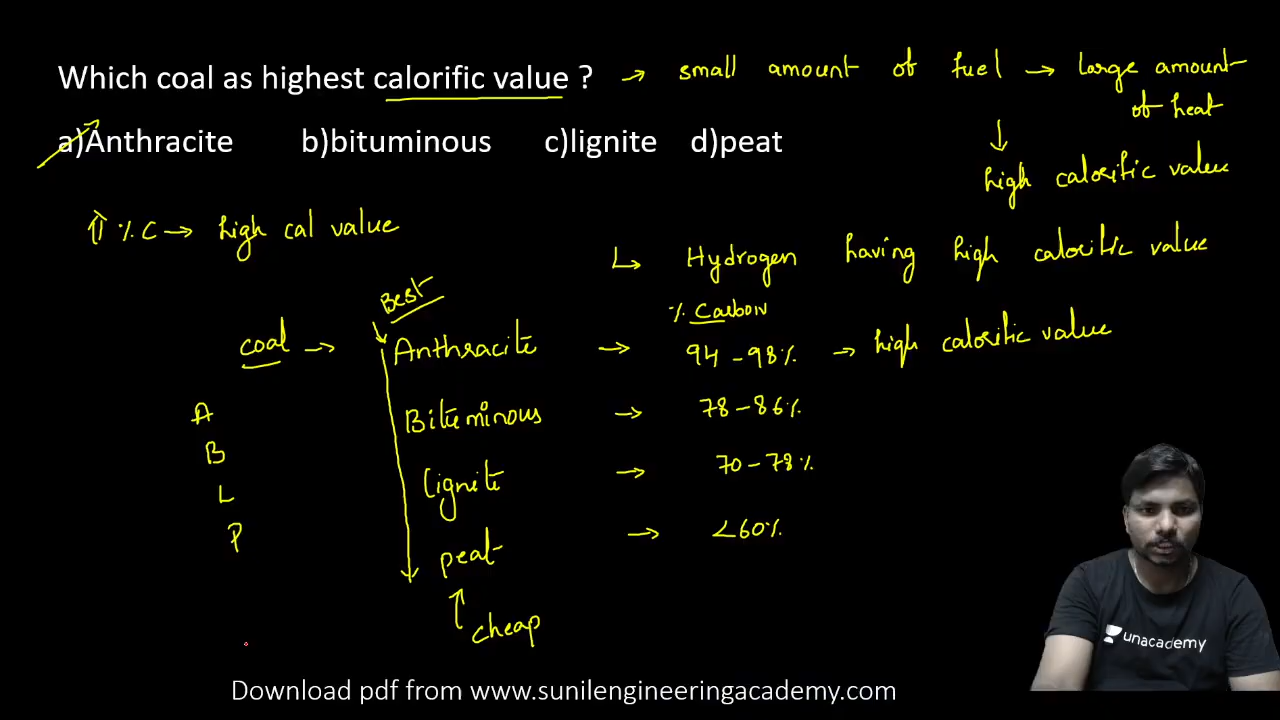 Which coal as highest calorific value ? → small amount of fuel → large amount
of heat
a)Anthracite b)bituminous c)lignite d)peat
↓
high calorific value
⇑ % C → high cal value
↳ Hydrogen having high calorific value
Best
% Carbon
coal → Anthracite → 94 - 98% → high calorific value
A Bituminous → 78 - 86%
B
L lignite → 70 - 78%
P peat → <60%
↑ cheap
unacademy
Download pdf from www.sunilengineeringacademy.com